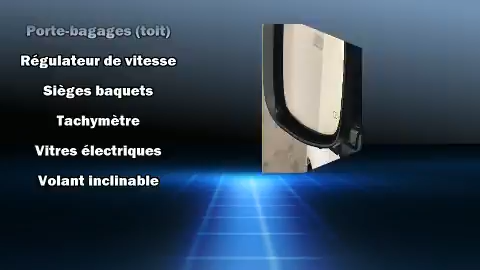 Porte-bagages (toit)
Régulateur de vitesse
Sièges baquets
Tachymètre
Vitres électriques
Volant inclinable